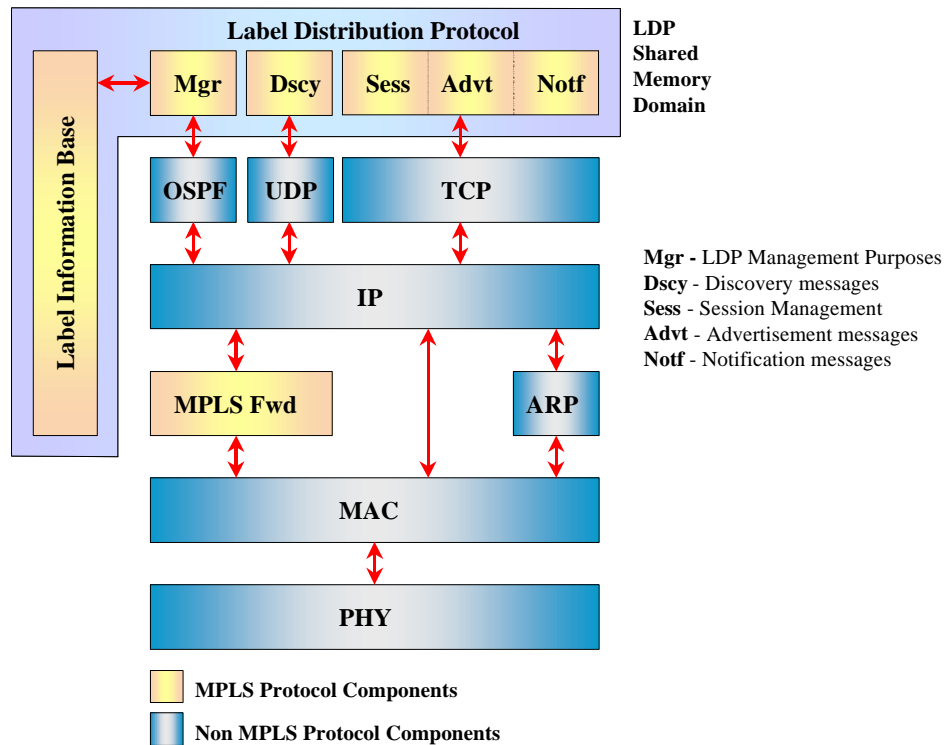 Label Distribution Protocol
LDP
Shared
Memory
Domain
Label Information Base
Mgr
Dscy
Sess
Advt
Notf
OSPF
UDP
TCP
IP
Mgr - LDP Management Purposes
Dscy - Discovery messages
Sess - Session Management
Advt - Advertisement messages
Notf - Notification messages
MPLS Fwd
ARP
MAC
PHY
MPLS Protocol Components
Non MPLS Protocol Components